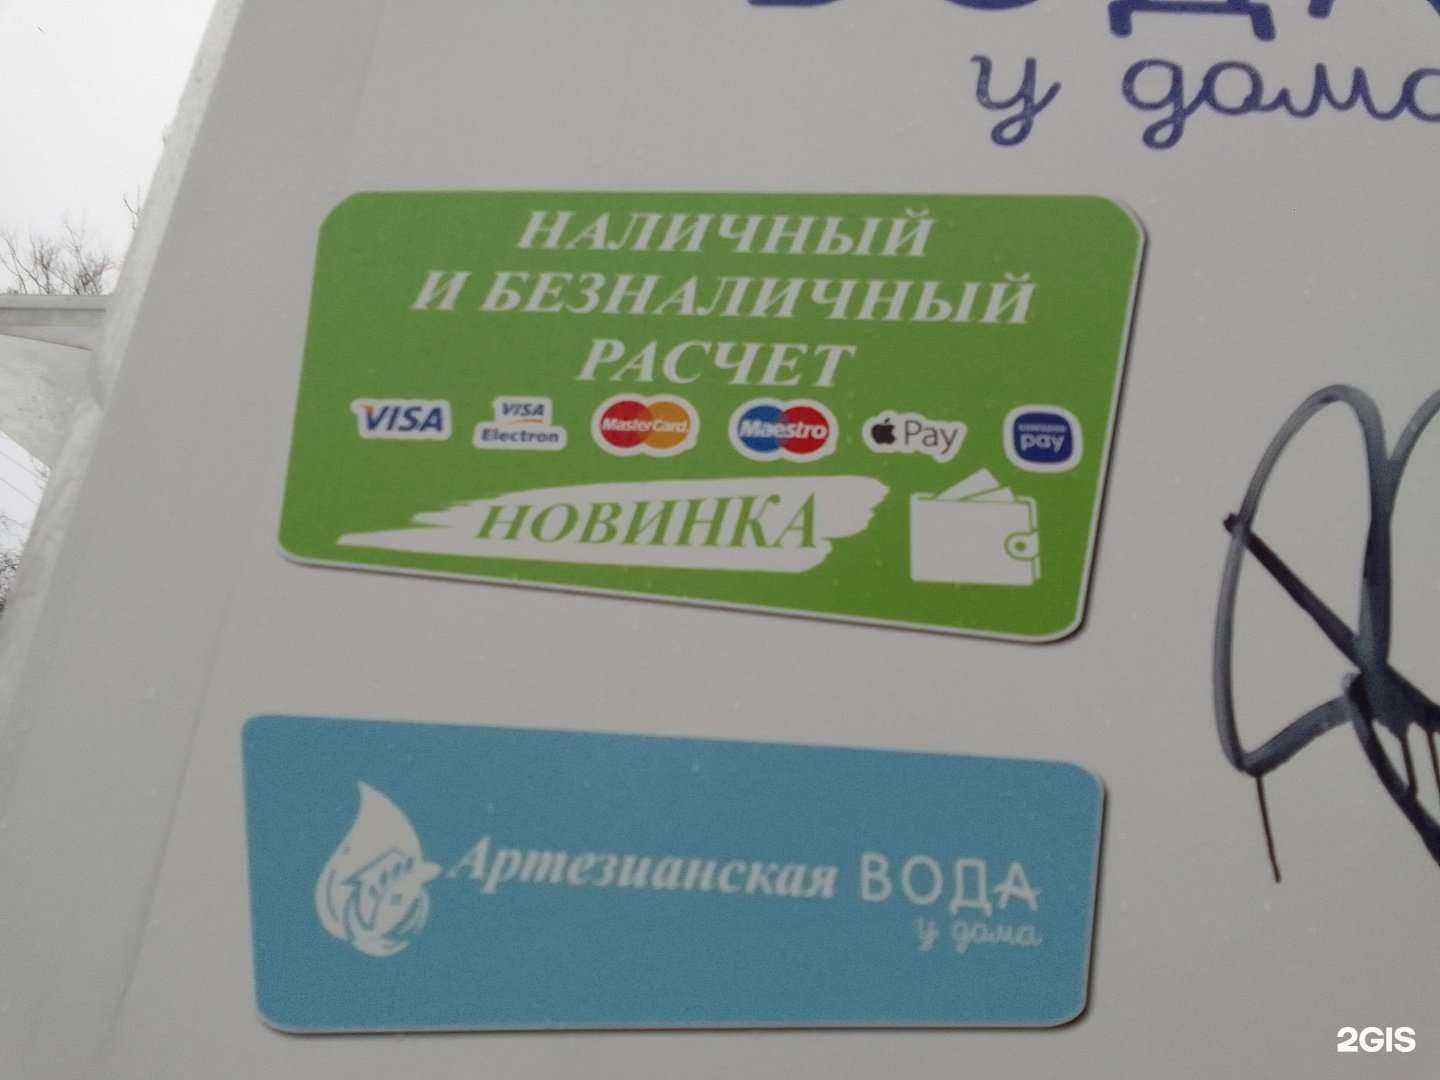 у дома
НАЛИЧНЫЙ
И БЕЗНАЛИЧНЫЙ
РАСЧЕТ
VISA VISA Electron MasterCard Maestro Pay pay
НОВИНКА
Артезианская ВОДА
у дома
2GIS